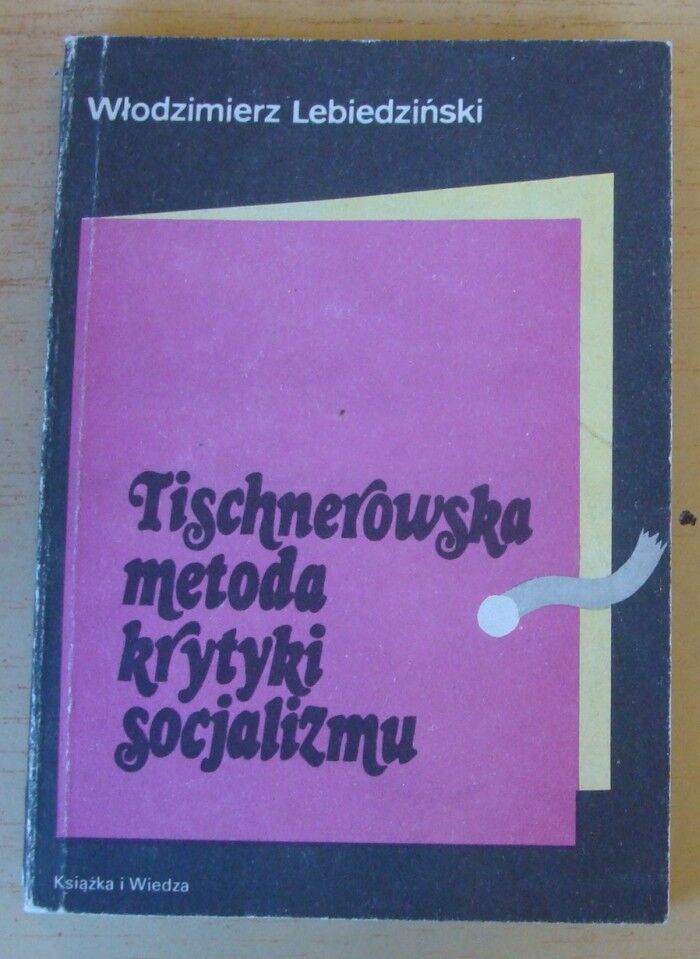 Włodzimierz Lebiedziński
Tischnerowska
metoda
krytyki
socjalizmu
Książka i Wiedza